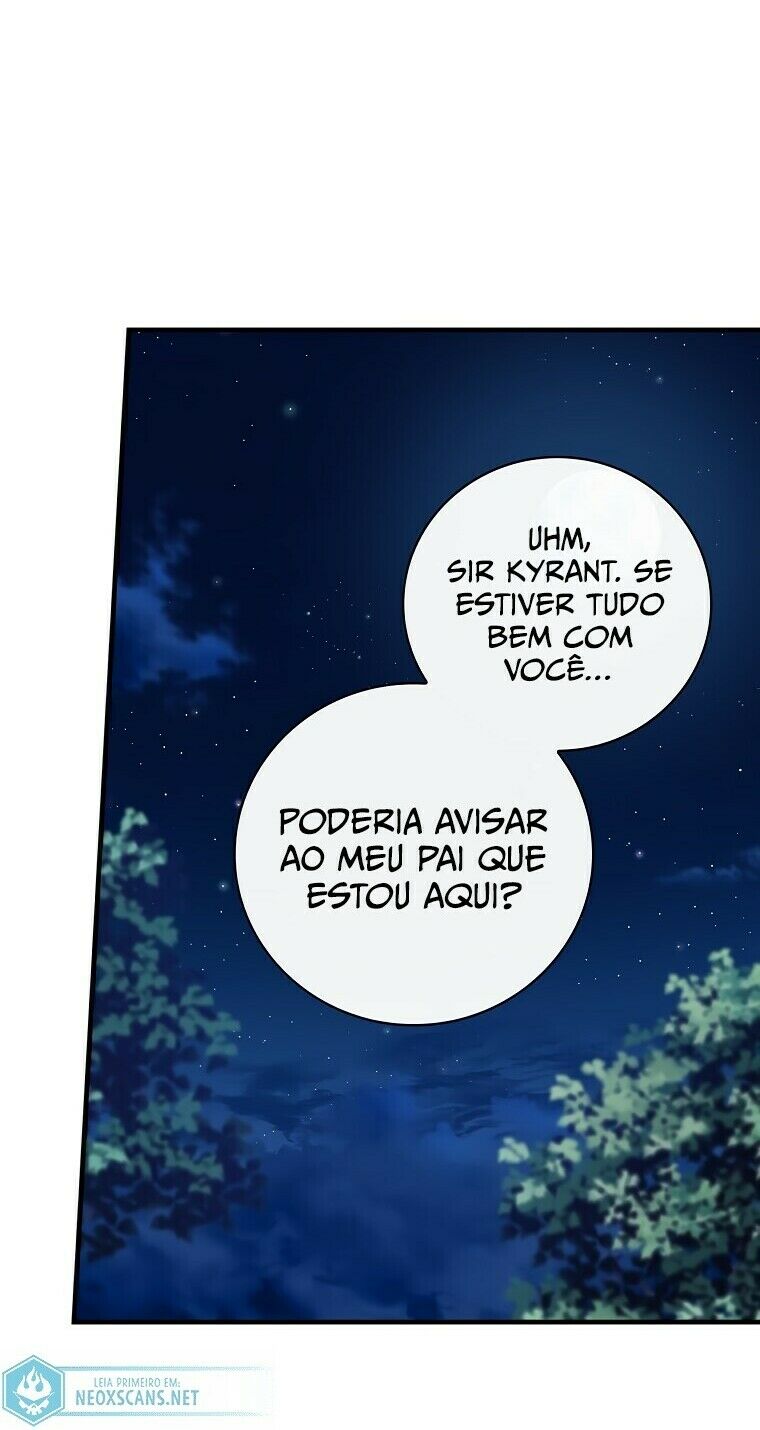 UHM,
SIR KYRANT. SE
ESTIVER TUDO
BEM COM
VOCÊ...
PODERIA AVISAR
AO MEU PAI QUE
ESTOU AQUI?
LEIA PRIMEIRO EM:
NEOXSCANS.NET